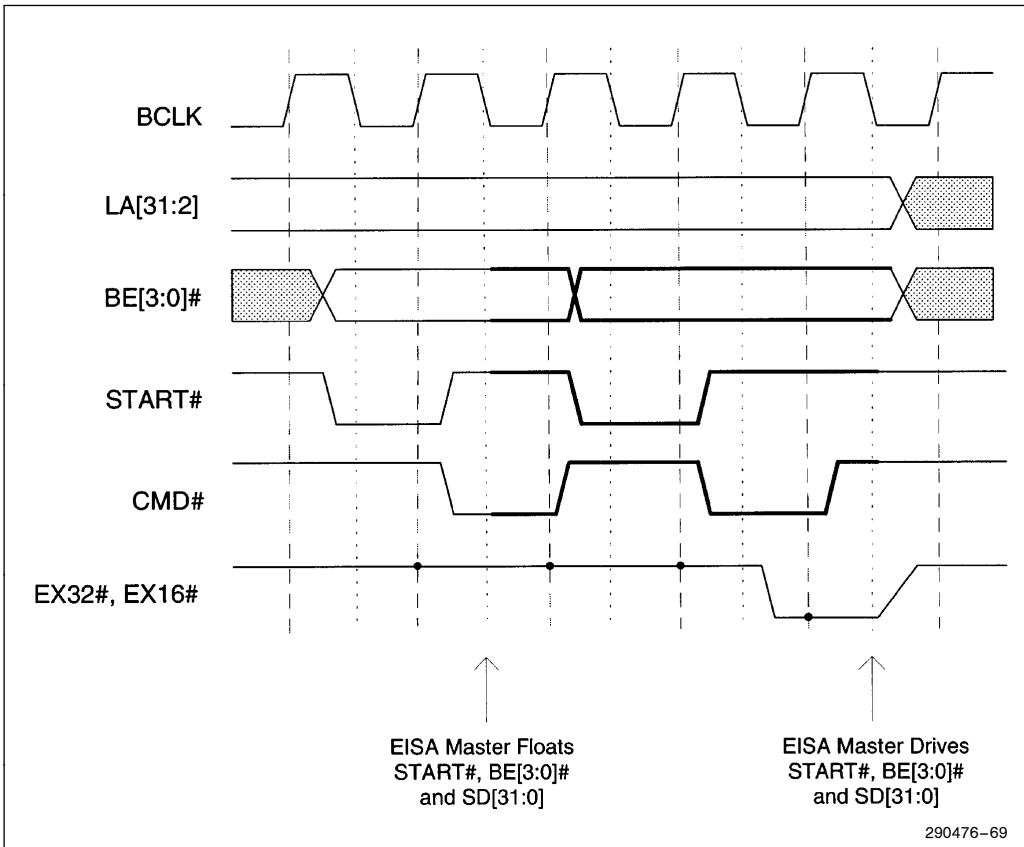 BCLK
LA[31:2]
BE[3:0]#
START#
CMD#
EX32#, EX16#
EISA Master Floats
START#, BE[3:0]#
and SD[31:0]
EISA Master Drives
START#, BE[3:0]#
and SD[31:0]
290476–69